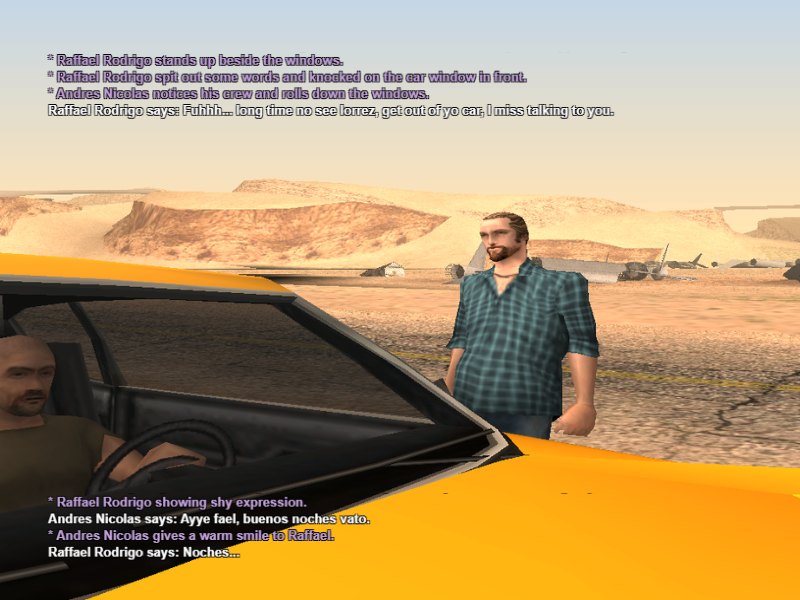 * Raffael Rodrigo stands up beside the windows.
* Raffael Rodrigo spit out some words and knocked on the car window in front.
* Andres Nicolas notices his crew and rolls down the windows.
Raffael Rodrigo says: Fuhhh... long time no see lorrez, get out of yo car, I miss talking to you.
* Raffael Rodrigo showing shy expression.
Andres Nicolas says: Ayye fael, buenos noches vato.
* Andres Nicolas gives a warm smile to Raffael.
Raffael Rodrigo says: Noches...